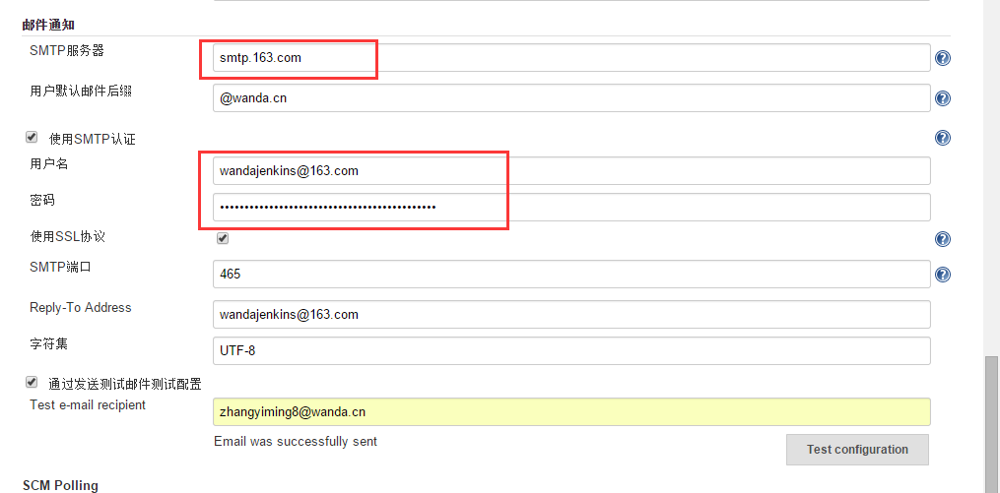 邮件通知
SMTP服务器
smtp.163.com
用户默认邮件后缀
@wanda.cn
使用SMTP认证
用户名
wandajenkins@163.com
密码
••••••••••••••••••••••••••••••••••••••••••••
使用SSL协议
SMTP端口
465
Reply-To Address
wandajenkins@163.com
字符集
UTF-8
通过发送测试邮件测试配置
Test e-mail recipient
zhangyiming8@wanda.cn
Email was successfully sent
Test configuration
SCM Polling